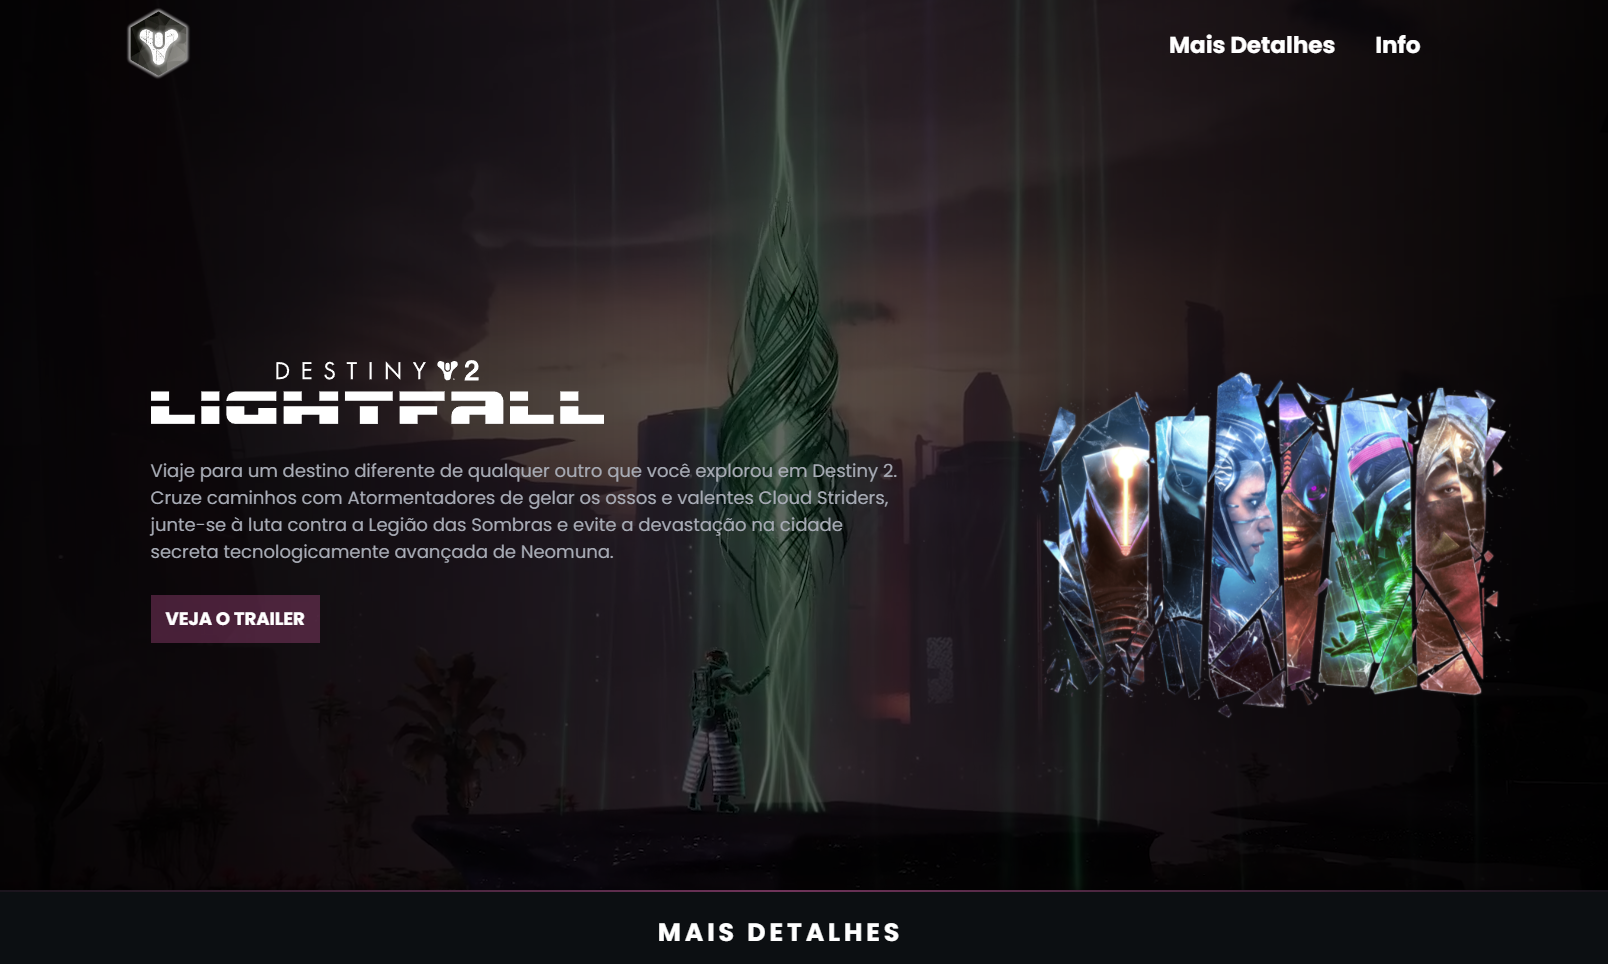 Mais Detalhes Info
DESTINY 2
LIGHTFALL
Viaje para um destino diferente de qualquer outro que você explorou em Destiny 2.
Cruze caminhos com Atormentadores de gelar os ossos e valentes Cloud Striders,
junte-se à luta contra a Legião das Sombras e evite a devastação na cidade
secreta tecnologicamente avançada de Neomuna.
VEJA O TRAILER
MAIS DETALHES